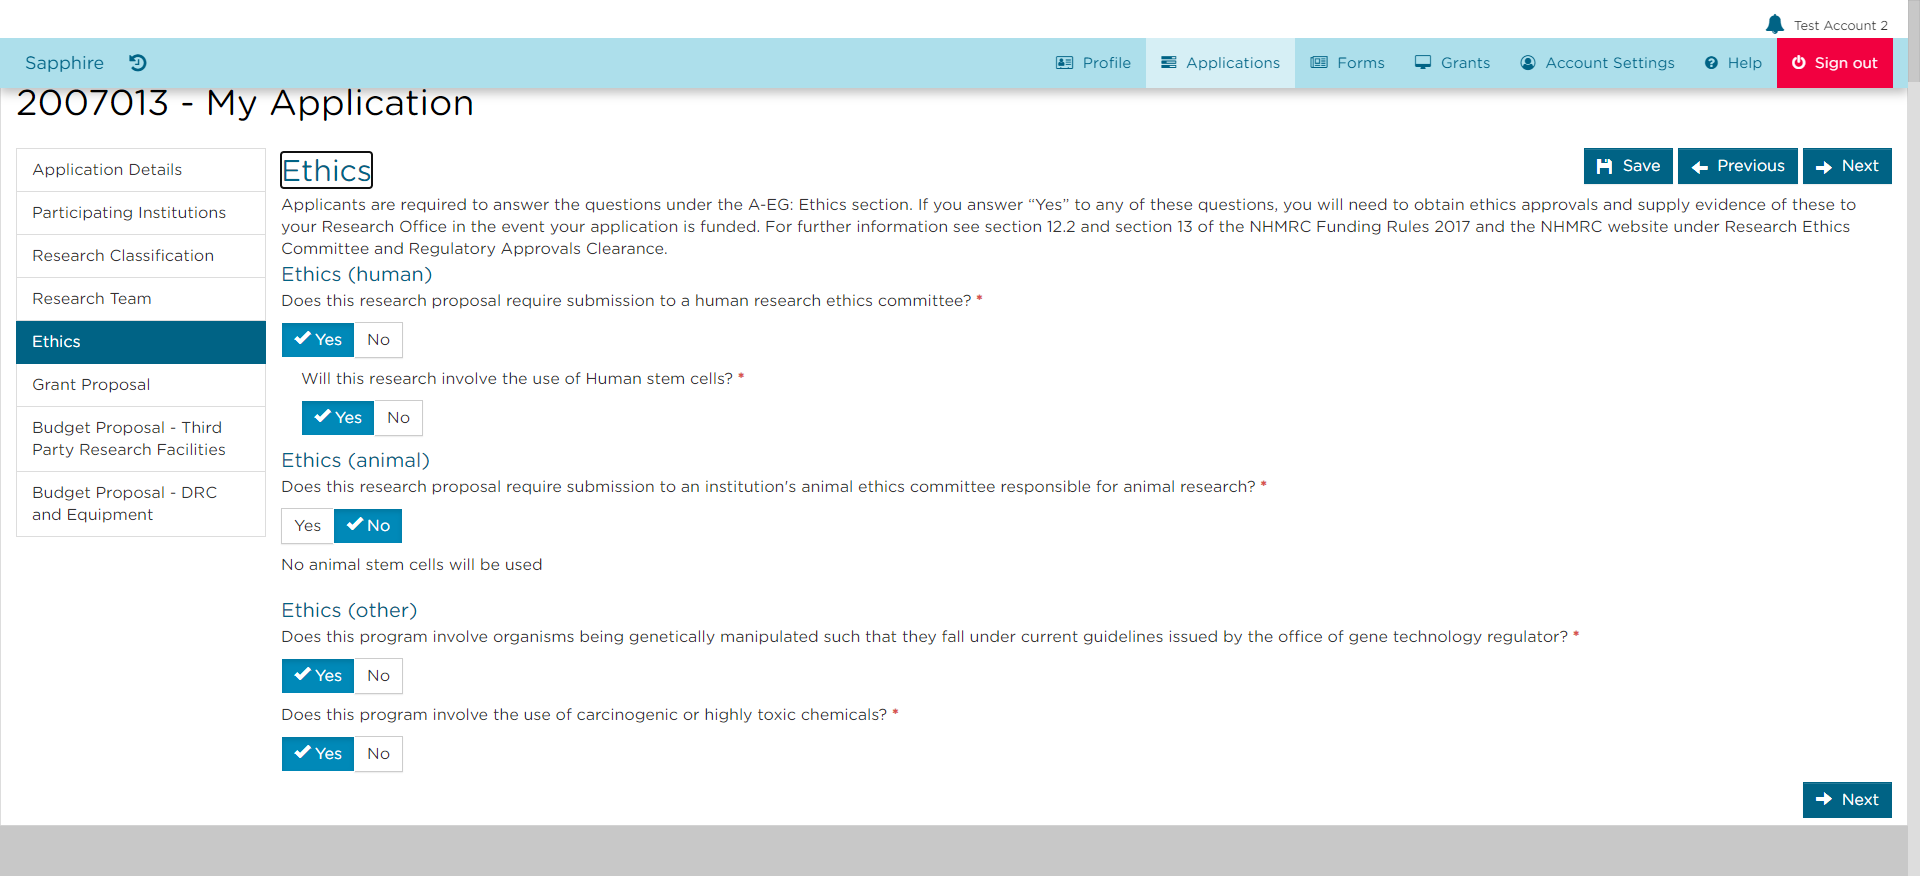 Test Account 2
Sapphire
Profile
Applications
Forms
Grants
Account Settings
Help
Sign out
2007013 - My Application
Application Details
Participating Institutions
Research Classification
Research Team
Ethics
Grant Proposal
Budget Proposal - Third
Party Research Facilities
Budget Proposal - DRC
and Equipment
Ethics
Save
Previous
Next
Applicants are required to answer the questions under the A-EG: Ethics section. If you answer “Yes” to any of these questions, you will need to obtain ethics approvals and supply evidence of these to
your Research Office in the event your application is funded. For further information see section 12.2 and section 13 of the NHMRC Funding Rules 2017 and the NHMRC website under Research Ethics
Committee and Regulatory Approvals Clearance.
Ethics (human)
Does this research proposal require submission to a human research ethics committee? *
Yes No
Will this research involve the use of Human stem cells? *
Yes No
Ethics (animal)
Does this research proposal require submission to an institution's animal ethics committee responsible for animal research? *
Yes No
No animal stem cells will be used
Ethics (other)
Does this program involve organisms being genetically manipulated such that they fall under current guidelines issued by the office of gene technology regulator? *
Yes No
Does this program involve the use of carcinogenic or highly toxic chemicals? *
Yes No
Next